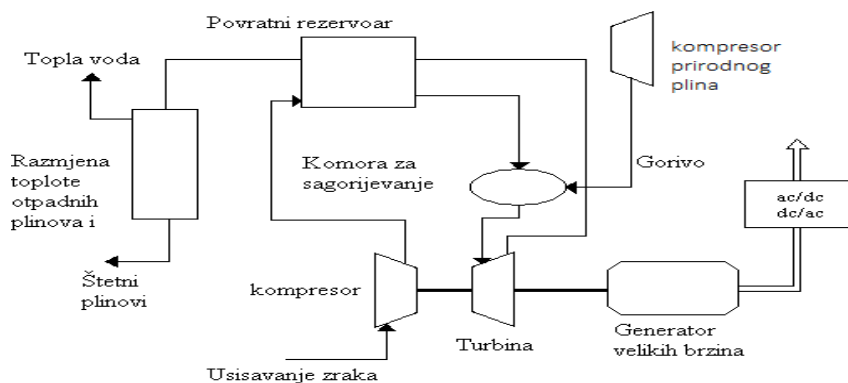 Povratni rezervoar
Topla voda
kompresor
prirodnog
plina
Razmjena
toplote
otpadnih
plinova i
Komora za
sagorijevanje
Gorivo
ac/dc
dc/ac
Štetni
plinovi
kompresor
Turbina
Generator
velikih brzina
Usisavanje zraka